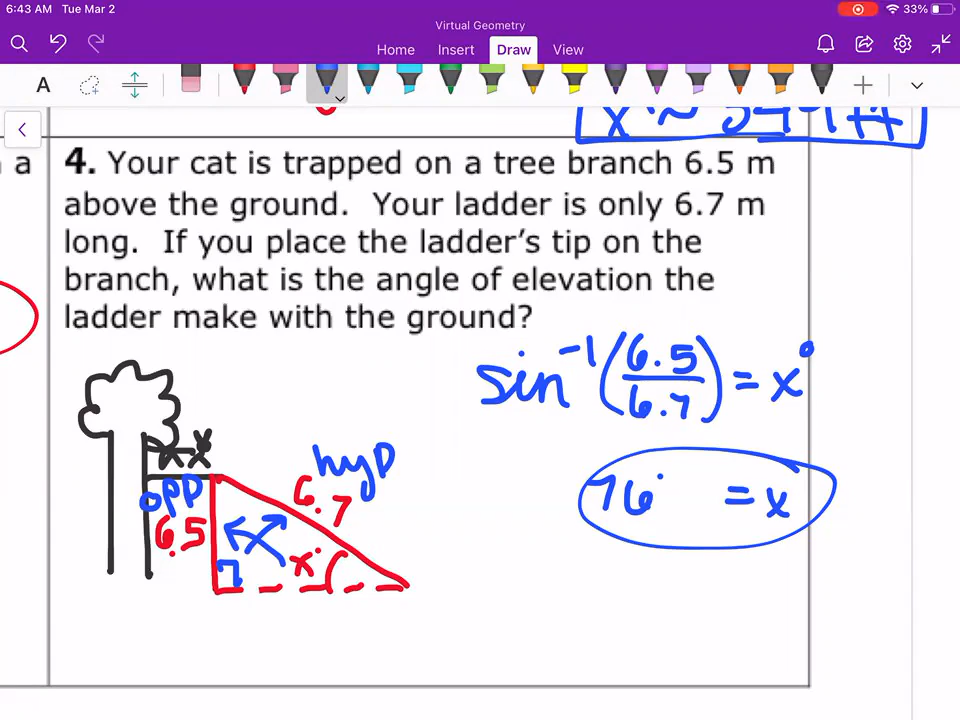 6:43 AM Tue Mar 2
33%
Virtual Geometry
Home Insert Draw View
A
x ≈ 54.1 ft
n a
4. Your cat is trapped on a tree branch 6.5 m
above the ground. Your ladder is only 6.7 m
long. If you place the ladder's tip on the
branch, what is the angle of elevation the
ladder make with the ground?
sin⁻¹(6.5/6.7) = x°
hyp
opp
6.7
6.5
x°
76° = x